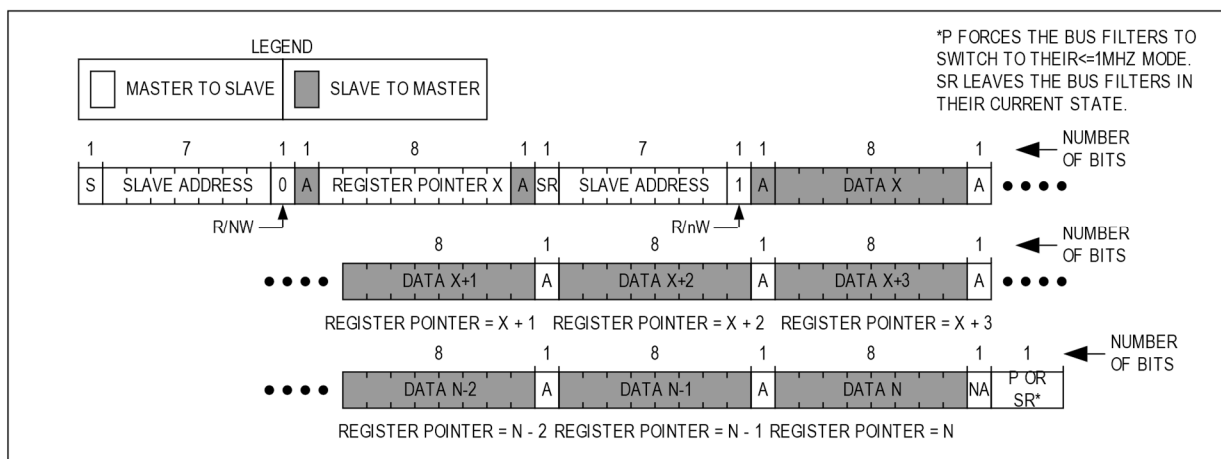 *P FORCES THE BUS FILTERS TO
SWITCH TO THEIR<=1MHZ MODE.
SR LEAVES THE BUS FILTERS IN
THEIR CURRENT STATE.
LEGEND
MASTER TO SLAVE SLAVE TO MASTER
1 7 1 1 8 1 1 7 1 1 8 1 NUMBER
OF BITS
S SLAVE ADDRESS 0 A REGISTER POINTER X A SR SLAVE ADDRESS 1 A DATA X A
R/NW R/nW
8 1 8 1 8 1 NUMBER
OF BITS
DATA X+1 A DATA X+2 A DATA X+3 A
REGISTER POINTER = X + 1 REGISTER POINTER = X + 2 REGISTER POINTER = X + 3
8 1 8 1 8 1 1 NUMBER
OF BITS
DATA N-2 A DATA N-1 A DATA N NA P OR
SR*
REGISTER POINTER = N - 2 REGISTER POINTER = N - 1 REGISTER POINTER = N